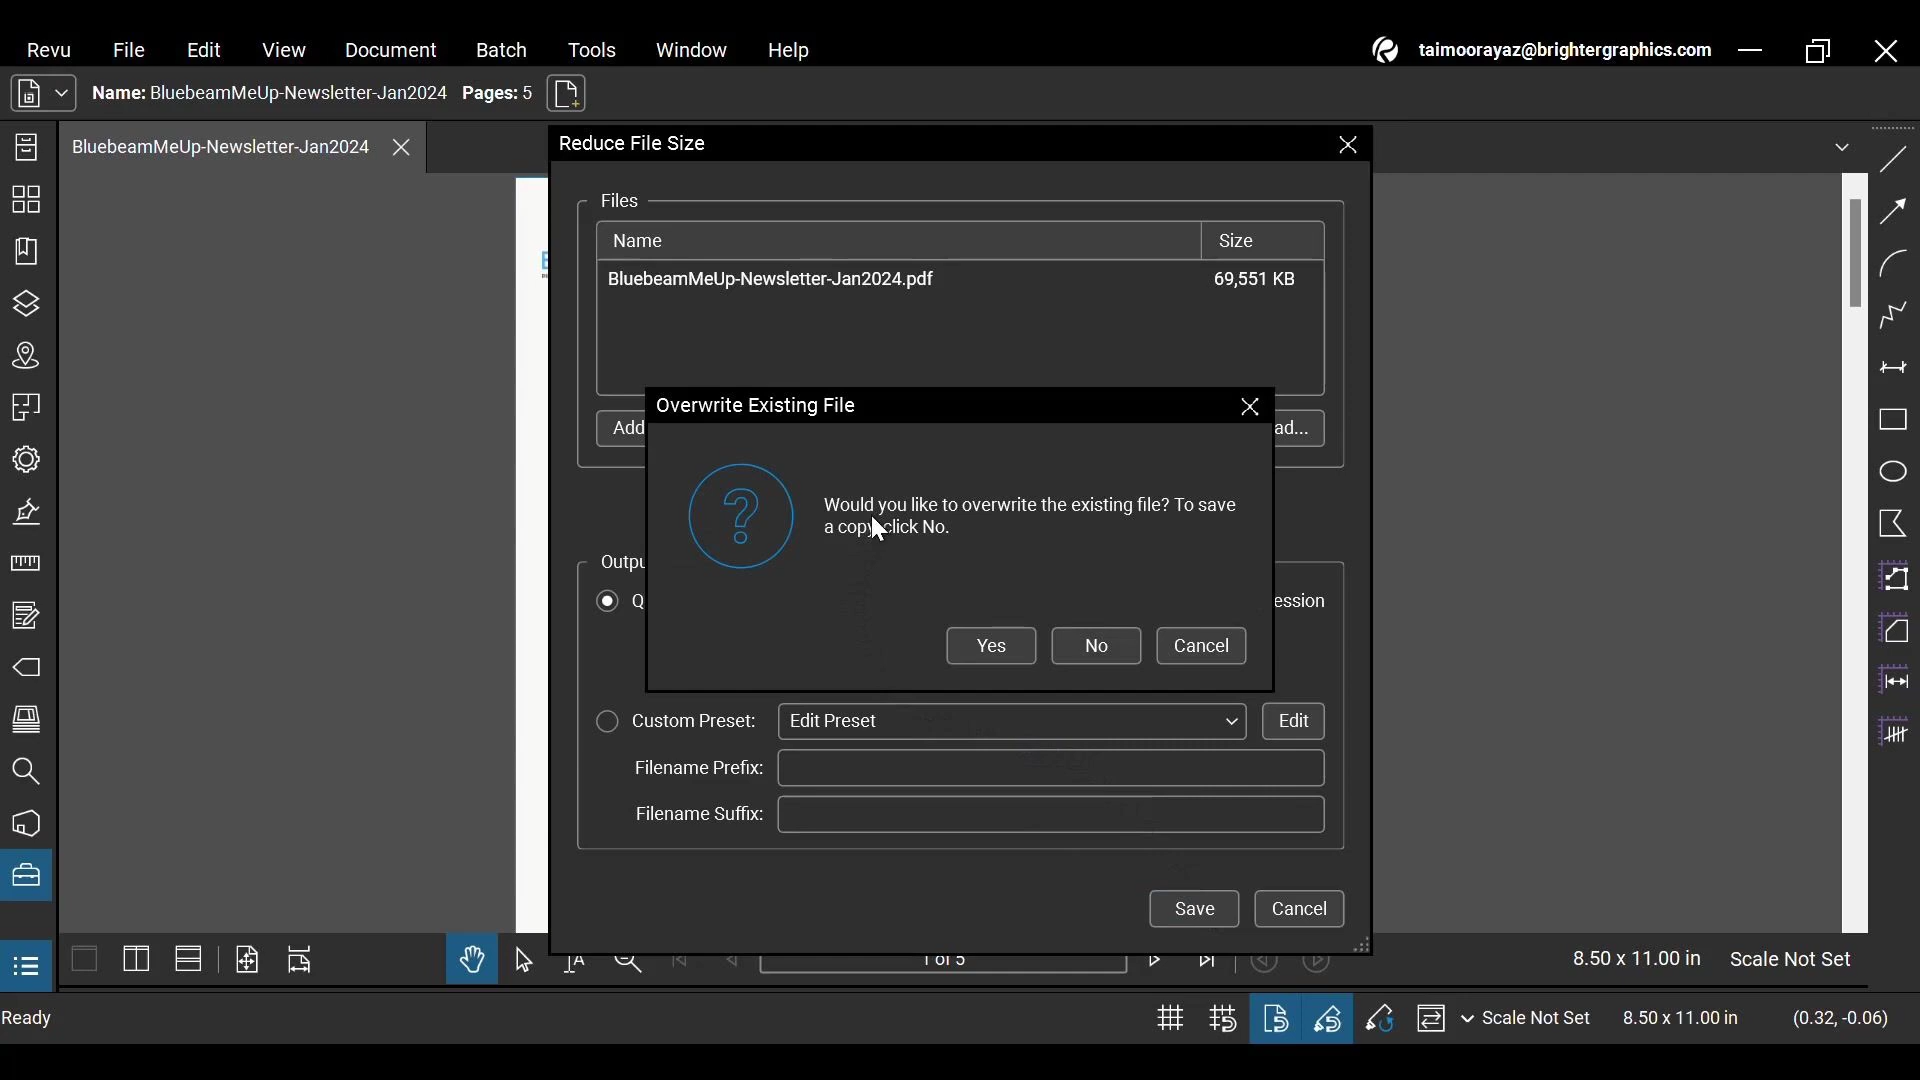 Revu File Edit View Document Batch Tools Window Help taimoorayaz@brightergraphics.com
Name: BluebeamMeUp-Newsletter-Jan2024 Pages: 5
BluebeamMeUp-Newsletter-Jan2024
Reduce File Size
Files
Name Size
BluebeamMeUp-Newsletter-Jan2024.pdf 69,551 KB
Overwrite Existing File
Add ad...
Would you like to overwrite the existing file? To save
a copy click No.
Outpu
Q ession
Yes No Cancel
Custom Preset: Edit Preset Edit
Filename Prefix:
Filename Suffix:
Save Cancel
1 of 5 8.50 x 11.00 in Scale Not Set
Ready Scale Not Set 8.50 x 11.00 in (0.32, -0.06)